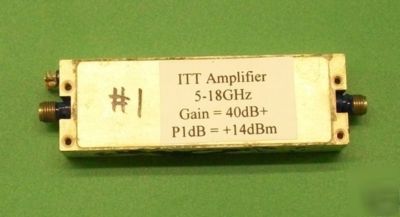 #1
ITT Amplifier
5-18GHz
Gain = 40dB+
P1dB = +14dBm